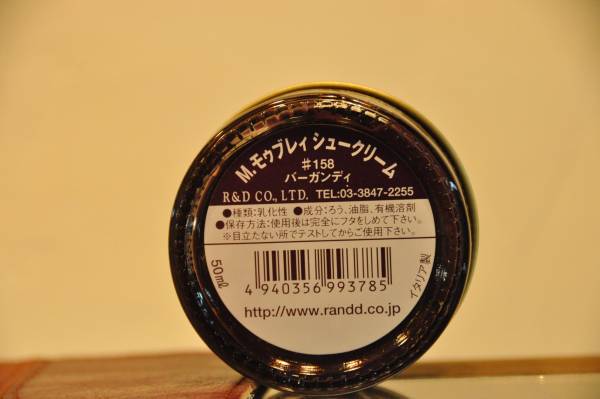 M.モゥブレィ シュークリーム
#158
バーガンディ
R&D CO., LTD. TEL:03-3847-2255
●種類:乳化性 ●成分:ろう、油脂、有機溶剤
●保存方法:使用後は完全にフタをしめて下さい。
※目立たない所でテストしてからご使用下さい。
50mℓ
4 940356 993785
イタリア製
http://www.randd.co.jp